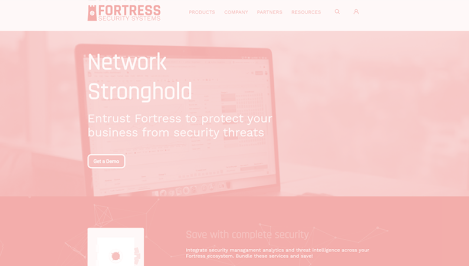 FORTRESS
SECURITY SYSTEMS
PRODUCTS COMPANY PARTNERS RESOURCES
Network
Stronghold
Entrust Fortress to protect your
business from security threats
Get a Demo
Save with complete security
Integrate security management analytics and threat intelligence across your
Fortress ecosystem. Bundle these services and save!